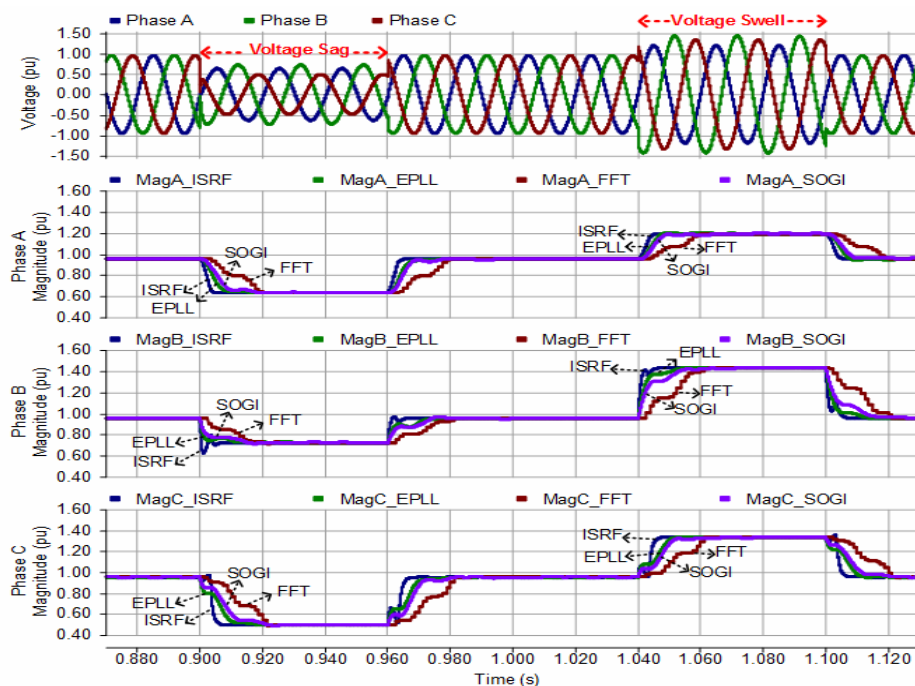 Phase A Phase B Phase C
Voltage Swell
Voltage Sag
Voltage (pu)
1.50
1.00
0.50
0.00
-0.50
-1.00
-1.50
MagA_ISRF MagA_EPLL MagA_FFT MagA_SOGI
Phase A
Magnitude (pu)
1.60
1.40
1.20
1.00
0.80
0.60
0.40
SOGI
FFT
ISRF
EPLL
ISRF
EPLL
FFT
SOGI
MagB_ISRF MagB_EPLL MagB_FFT MagB_SOGI
Phase B
Magnitude (pu)
1.60
1.40
1.20
1.00
0.80
0.60
0.40
SOGI
FFT
EPLL
ISRF
EPLL
ISRF
FFT
SOGI
MagC_ISRF MagC_EPLL MagC_FFT MagC_SOGI
Phase C
Magnitude (pu)
1.60
1.40
1.20
1.00
0.80
0.60
0.40
SOGI
FFT
EPLL
ISRF
ISRF
EPLL
FFT
SOGI
0.880 0.900 0.920 0.940 0.960 0.980 1.000 1.020 1.040 1.060 1.080 1.100 1.120
Time (s)